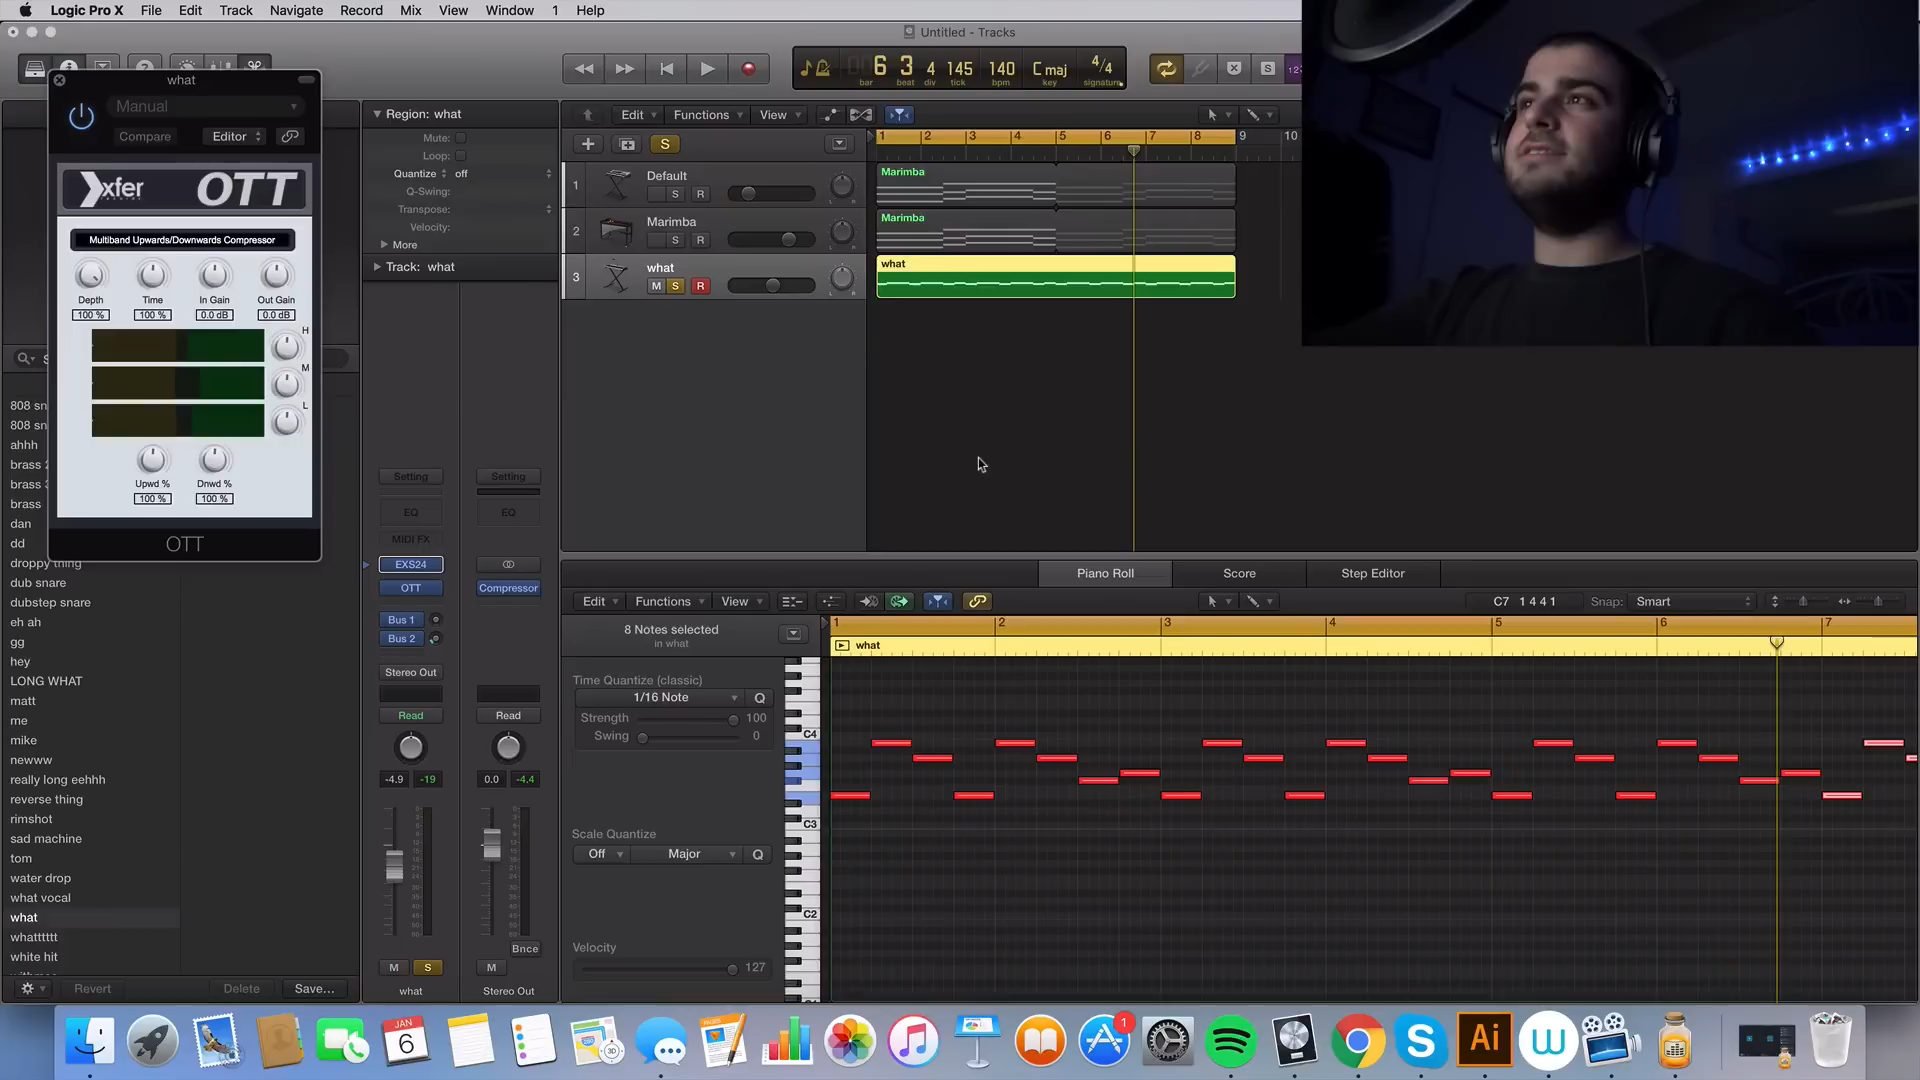 Logic Pro X File Edit Track Navigate Record Mix View Window 1 Help
Untitled - Tracks
6 3 4 145 140 C maj 4/4
bar beat div tick bpm key signature
S
what
Manual
Compare Editor
xfer
records
OTT
Multiband Upwards/Downwards Compressor
Depth Time In Gain Out Gain
100 % 100 % 0.0 dB 0.0 dB
H
M
L
Upwd % Dnwd %
100 % 100 %
OTT
808 sn
808 sn
ahhh
brass 2
brass 3
brass
dan
dd
droppy thing
dub snare
dubstep snare
eh ah
gg
hey
LONG WHAT
matt
me
mike
newww
really long eehhh
reverse thing
rimshot
sad machine
tom
water drop
what vocal
what
whatttttt
white hit
Revert Delete Save...
Region: what
Mute:
Loop:
Quantize off
Q-Swing:
Transpose:
Velocity:
More
Track: what
Setting Setting
EQ EQ
MIDI FX
EXS24
OTT Compressor
Bus 1
Bus 2
Stereo Out
Read Read
-4.9 -19 0.0 -4.4
Bnce
M S M
what Stereo Out
Edit Functions View
S
1 2 3 4 5 6 7 8 9 10
1 Default
S R
Marimba
2 Marimba
S R
Marimba
3 what
M S R
what
Piano Roll Score Step Editor
Edit Functions View
C7 1 4 4 1 Snap: Smart
8 Notes selected
in what
1 2 3 4 5 6 7
what
Time Quantize (classic)
1/16 Note Q
Strength 100
Swing 0
Scale Quantize
Off Major Q
Velocity
127
C4
C3
C2
JAN
6
PAGES
3D
1
Ai
W